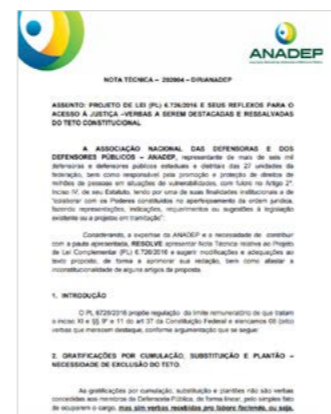 ANADEP
NOTA TÉCNICA – 202004 – DIR/ANADEP
ASSUNTO: PROJETO DE LEI (PL) 6.726/2016 E SEUS REFLEXOS PARA O
ACESSO À JUSTIÇA –VERBAS A SEREM DESTACADAS E RESSALVADAS
DO TETO CONSTITUCIONAL
A ASSOCIAÇÃO NACIONAL DAS DEFENSORAS E DOS
DEFENSORES PÚBLICOS – ANADEP, representante de mais de seis mil
defensoras e defensores públicos estaduais e distritais das 27 unidades da
federação, bem como responsável pela promoção e proteção de direitos de
milhões de pessoas em situações de vulnerabilidades, com fulcro no Artigo 2º,
inciso IV, de seu Estatuto, tendo por uma de suas finalidades institucionais a de
"colaborar com os Poderes constituídos no aperfeiçoamento da ordem jurídica,
fazendo representações, indicações, requerimentos ou sugestões à legislação
existente ou a projetos em tramitação":
Considerando, a expertise da ANADEP e a necessidade de contribuir
com a pauta apresentada, RESOLVE apresentar Nota Técnica relativa ao Projeto
de Lei Complementar (PL) 6.726/2016 e sugerir modificações e adequações ao
texto proposto, de forma a aprimorar sua redação, bem como afastar a
inconstitucionalidade de alguns artigos da proposta.
1. INTRODUÇÃO
O PL 6726/2016 propõe regulação do limite remuneratório de que tratam
o inciso XI e §§ 9º e 11 do art 37 da Constituição Federal e elencamos 08 (oito)
verbas que merecem destaque, conforme argumentação que se segue:
2. GRATIFICAÇÕES POR CUMULAÇÃO, SUBSTITUIÇÃO E PLANTÃO –
NECESSIDADE DE EXCLUSÃO DO TETO.
As gratificações por cumulação, substituição e plantões não são verbas
concedidas aos membros da Defensoria Pública, de forma linear, pelo simples fato
de ocuparem o cargo, mas sim verbas recebidas pro labore faciendo, ou seja,